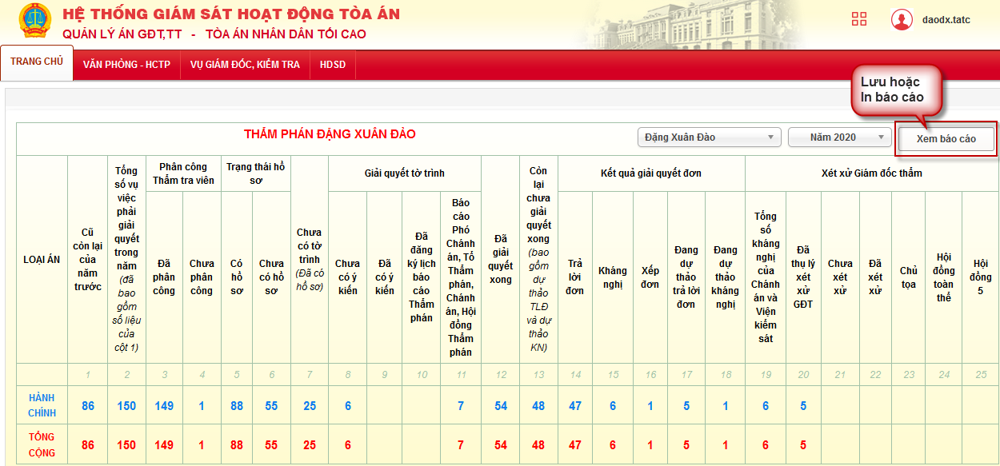 HỆ THỐNG GIÁM SÁT HOẠT ĐỘNG TÒA ÁN
QUẢN LÝ ÁN GĐT,TT - TÒA ÁN NHÂN DÂN TỐI CAO
daodx.tatc
TRANG CHỦ
VĂN PHÒNG - HCTP
VỤ GIÁM ĐỐC, KIỂM TRA
HDSD
Lưu hoặc
In báo cáo
THẨM PHÁN ĐẶNG XUÂN ĐÀO
Đặng Xuân Đào
Năm 2020
Xem báo cáo
LOẠI ÁN
Cũ
còn lại
của
năm
trước
Tổng
số vụ
việc
phải
giải
quyết
trong
năm
(đã
bao
gồm
số liệu
của
cột 1)
Phân công
Thẩm tra viên
Đã
phân
công
Chưa
phân
công
Trạng thái hồ
sơ
Có
hồ
sơ
Chưa
có hồ
sơ
Chưa
có tờ
trình
(Đã có
hồ sơ)
Giải quyết tờ trình
Chưa
có ý
kiến
Đã
có ý
kiến
Đã
đăng
ký lịch
báo
cáo
Thẩm
phán
Báo
cáo
Phó
Chánh
án, Tổ
Thẩm
phán,
Chánh
án, Hội
đồng
Thẩm
phán
Đã
giải
quyết
xong
Còn
lại
chưa
giải
quyết
xong
(bao
gồm
dự
thảo
TLĐ
và dự
thảo
KN)
Kết quả giải quyết đơn
Trả
lời
đơn
Kháng
nghị
Xếp
đơn
Đang
dự
thảo
trả lời
đơn
Đang
dự
thảo
kháng
nghị
Xét xử Giám đốc thẩm
Tổng
số
kháng
nghị
của
Chánh
án và
Viện
kiểm
sát
Đã
thụ lý
xét
xử
GĐT
Chưa
xét
xử
Đã
xét
xử
Chủ
tọa
Hội
đồng
toàn
thể
Hội
đồng
5
1 2 3 4 5 6 7 8 9 10 11 12 13 14 15 16 17 18 19 20 21 22 23 24 25
HÀNH
CHÍNH
86 150 149 1 88 55 25 6 7 54 48 47 6 1 5 1 6 5
TỔNG
CỘNG
86 150 149 1 88 55 25 6 7 54 48 47 6 1 5 1 6 5